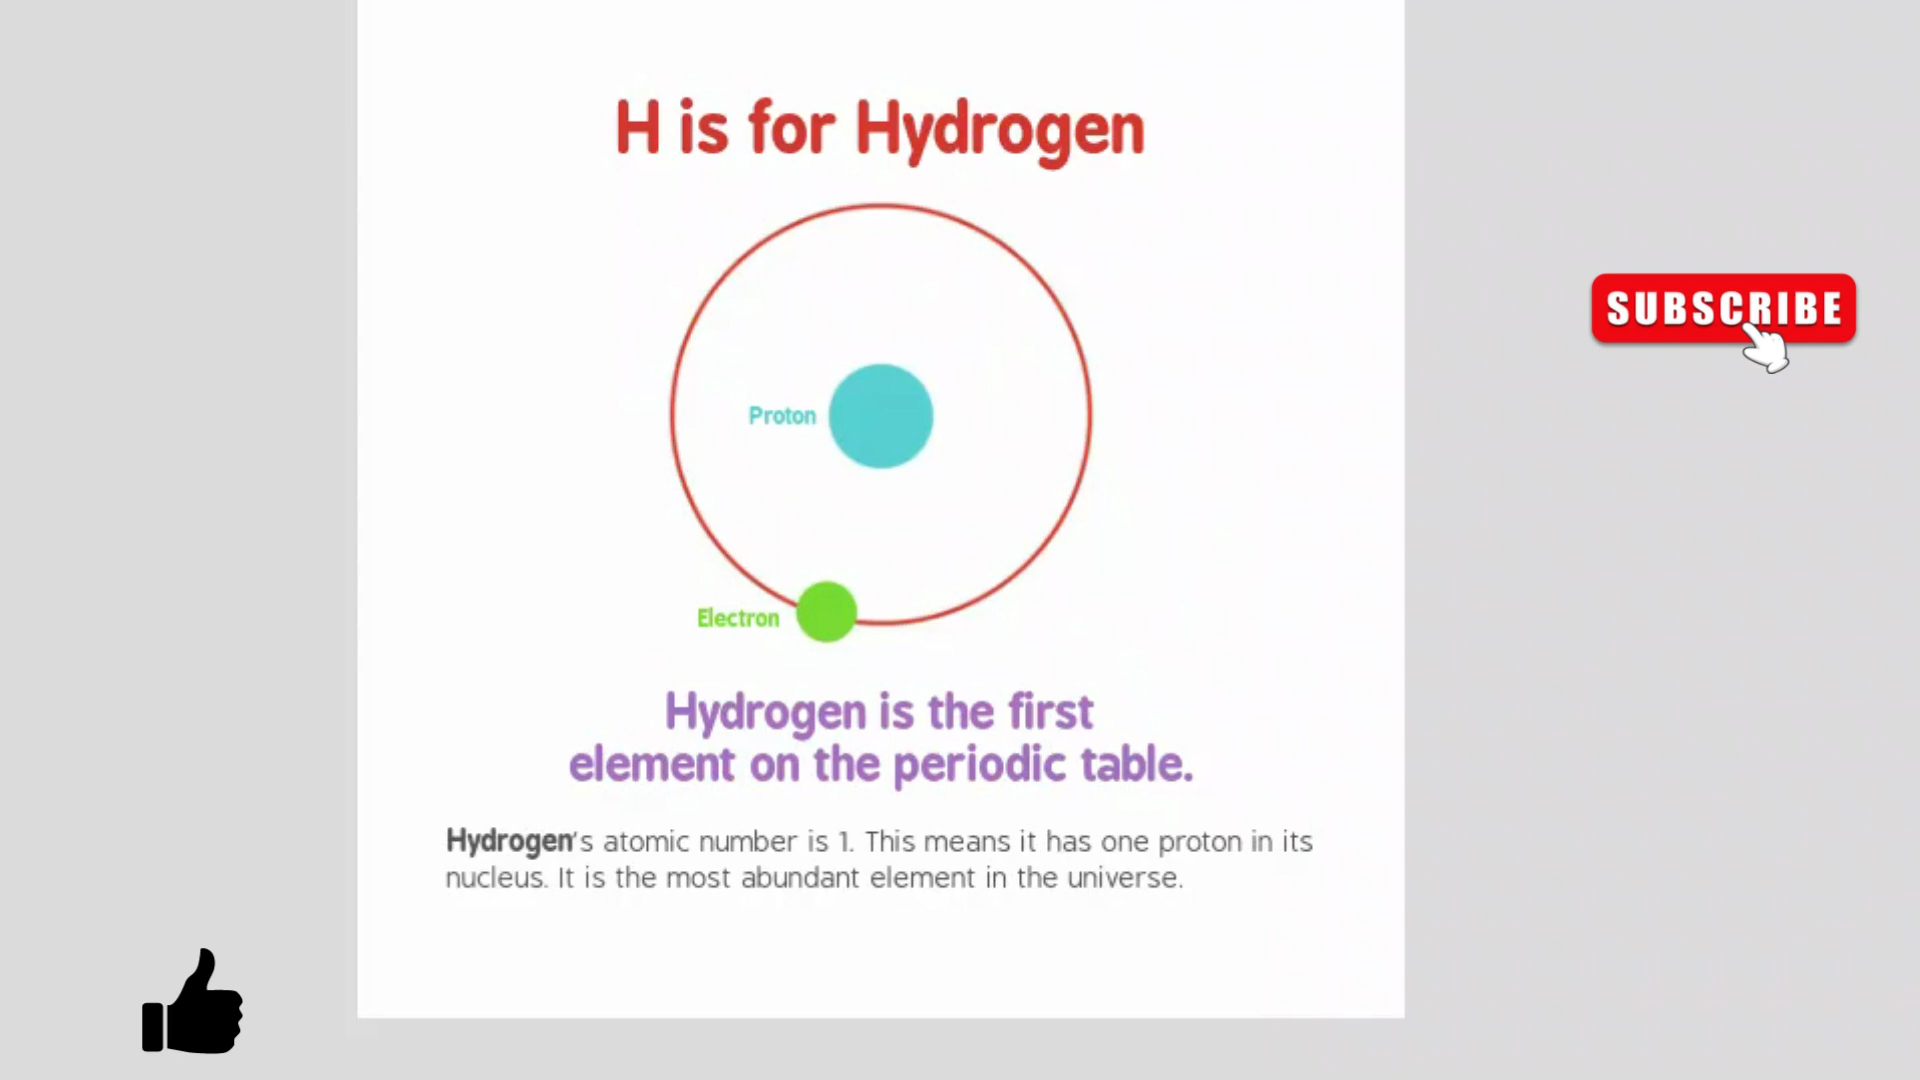 H is for Hydrogen
SUBSCRIBE
Proton
Electron
Hydrogen is the first
element on the periodic table.
Hydrogen's atomic number is 1. This means it has one proton in its
nucleus. It is the most abundant element in the universe.